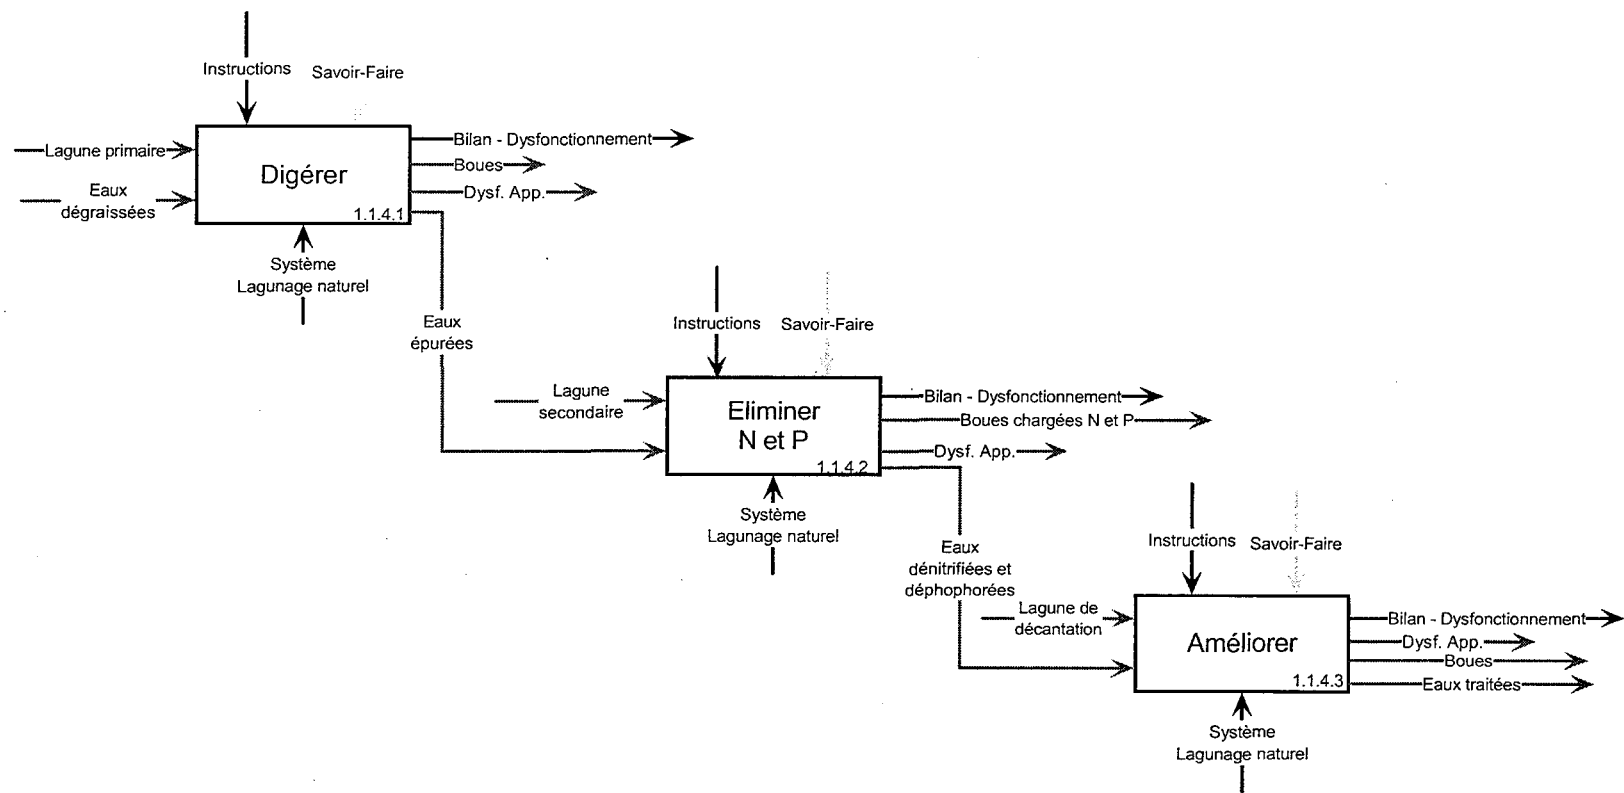 Instructions
Savoir-Faire
Lagune primaire
Eaux
dégraissées
Digérer
1.1.4.1
Bilan - Dysfonctionnement
Boues
Dysf. App.
Système
Lagunage naturel
Eaux
épurées
Instructions
Savoir-Faire
Lagune
secondaire
Eliminer
N et P
1.1.4.2
Bilan - Dysfonctionnement
Boues chargées N et P
Dysf. App.
Système
Lagunage naturel
Eaux
dénitrifiées et
déphophorées
Instructions
Savoir-Faire
Lagune de
décantation
Améliorer
1.1.4.3
Bilan - Dysfonctionnement
Dysf. App.
Boues
Eaux traitées
Système
Lagunage naturel